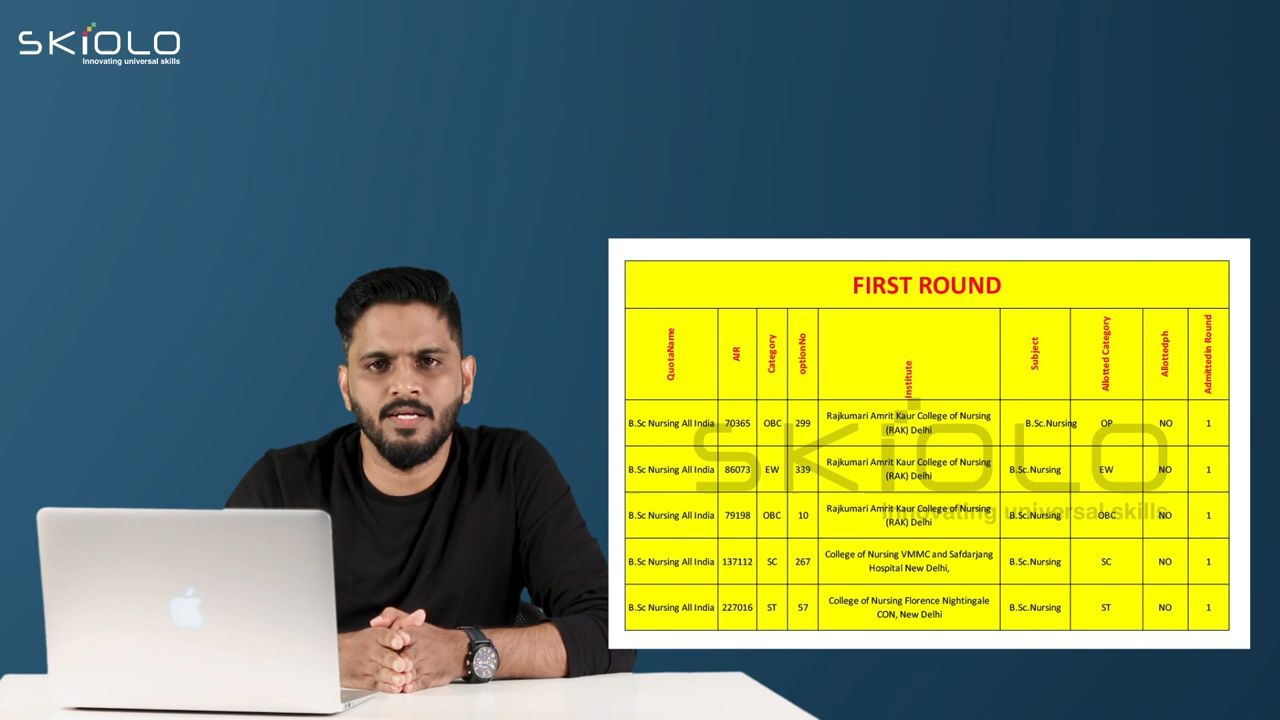 SKiOLO
Innovating universal skills
FIRST ROUND
QuotaName AIR Category optionNo Institute Subject Allotted Category Allottedph Admittedin Round
B.Sc Nursing All India 70365 OBC 299 Rajkumari Amrit Kaur College of Nursing (RAK) Delhi B.Sc.Nursing OP NO 1
B.Sc Nursing All India 86073 EW 339 Rajkumari Amrit Kaur College of Nursing (RAK) Delhi B.Sc.Nursing EW NO 1
B.Sc Nursing All India 79198 OBC 10 Rajkumari Amrit Kaur College of Nursing (RAK) Delhi B.Sc.Nursing OBC NO 1
B.Sc Nursing All India 137112 SC 267 College of Nursing VMMC and Safdarjang Hospital New Delhi, B.Sc.Nursing SC NO 1
B.Sc Nursing All India 227016 ST 57 College of Nursing Florence Nightingale CON, New Delhi B.Sc.Nursing ST NO 1
SKiOLO
Innovating universal skills